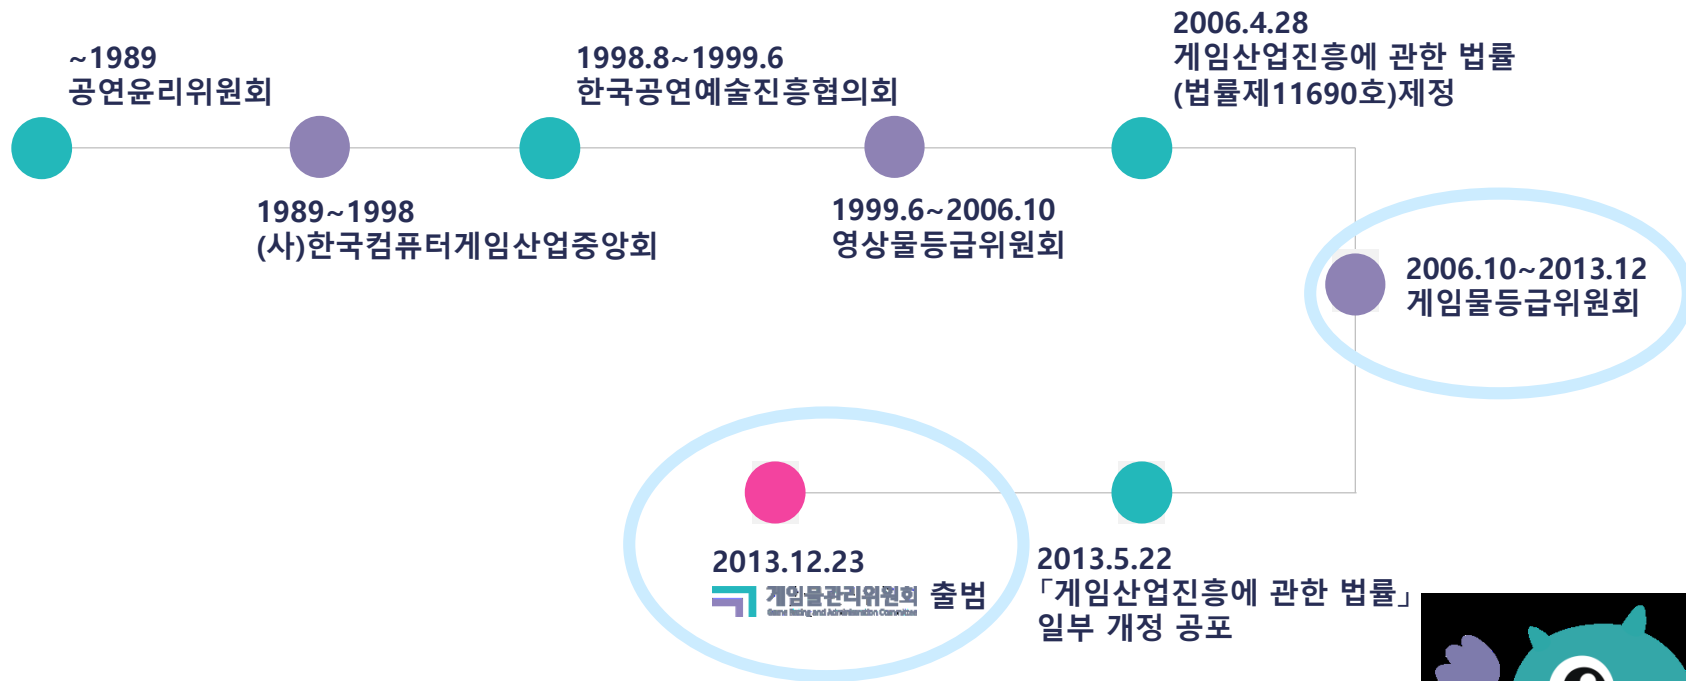 ~1989
공연윤리위원회
1989~1998
(사)한국컴퓨터게임산업중앙회
1998.8~1999.6
한국공연예술진흥협의회
1999.6~2006.10
영상물등급위원회
2006.4.28
게임산업진흥에 관한 법률
(법률제11690호)제정
2006.10~2013.12
게임물등급위원회
2013.5.22
「게임산업진흥에 관한 법률」
일부 개정 공포
2013.12.23
게임물관리위원회 출범
Game Rating and Administration Committee